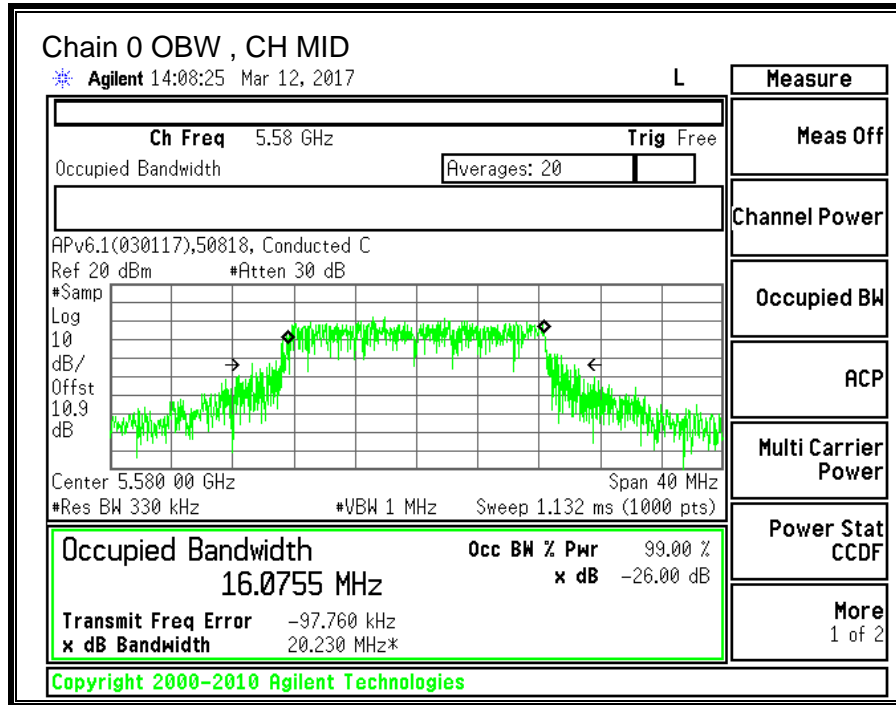 Chain 0 OBW , CH MID
Agilent 14:08:25 Mar 12, 2017 L
Measure
Ch Freq 5.58 GHz Trig Free
Meas Off
Occupied Bandwidth Averages: 20
Channel Power
APv6.1(030117),50818, Conducted C
Ref 20 dBm #Atten 30 dB
Occupied BW
#Samp
Log
10
dB/
Offst
10.9
dB
ACP
Multi Carrier
Power
Center 5.580 00 GHz Span 40 MHz
#Res BW 330 kHz #VBW 1 MHz Sweep 1.132 ms (1000 pts)
Power Stat
CCDF
Occupied Bandwidth Occ BW % Pwr 99.00 %
16.0755 MHz x dB -26.00 dB
Transmit Freq Error -97.760 kHz
x dB Bandwidth 20.230 MHz*
More
1 of 2
Copyright 2000-2010 Agilent Technologies